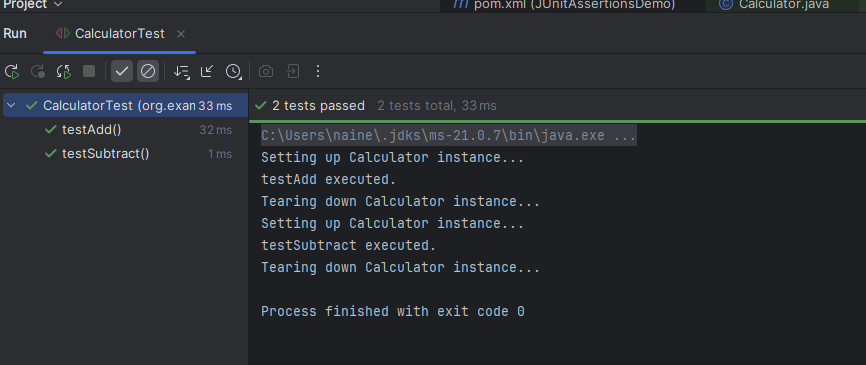 Project
pom.xml (JUnitAssertionsDemo)
Calculator.java
Run
CalculatorTest
CalculatorTest (org.exan 33 ms
testAdd() 32 ms
testSubtract() 1 ms
2 tests passed 2 tests total, 33 ms
C:\Users\naine\.jdks\ms-21.0.7\bin\java.exe ...
Setting up Calculator instance...
testAdd executed.
Tearing down Calculator instance...
Setting up Calculator instance...
testSubtract executed.
Tearing down Calculator instance...
Process finished with exit code 0